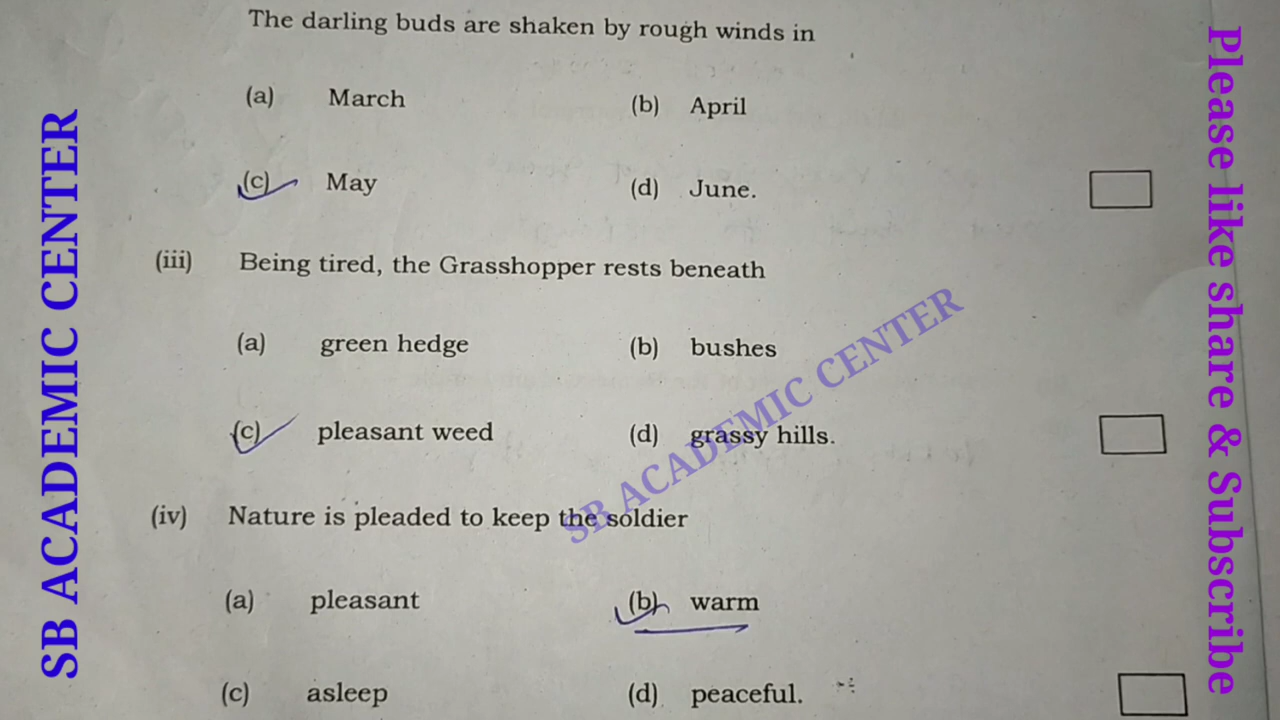 The darling buds are shaken by rough winds in
(a) March (b) April
(c) May (d) June.
(iii) Being tired, the Grasshopper rests beneath
(a) green hedge (b) bushes
(c) pleasant weed (d) grassy hills.
(iv) Nature is pleaded to keep the soldier
(a) pleasant (b) warm
(c) asleep (d) peaceful.
SB ACADEMIC CENTER
SB ACADEMIC CENTER
Please like share & Subscribe